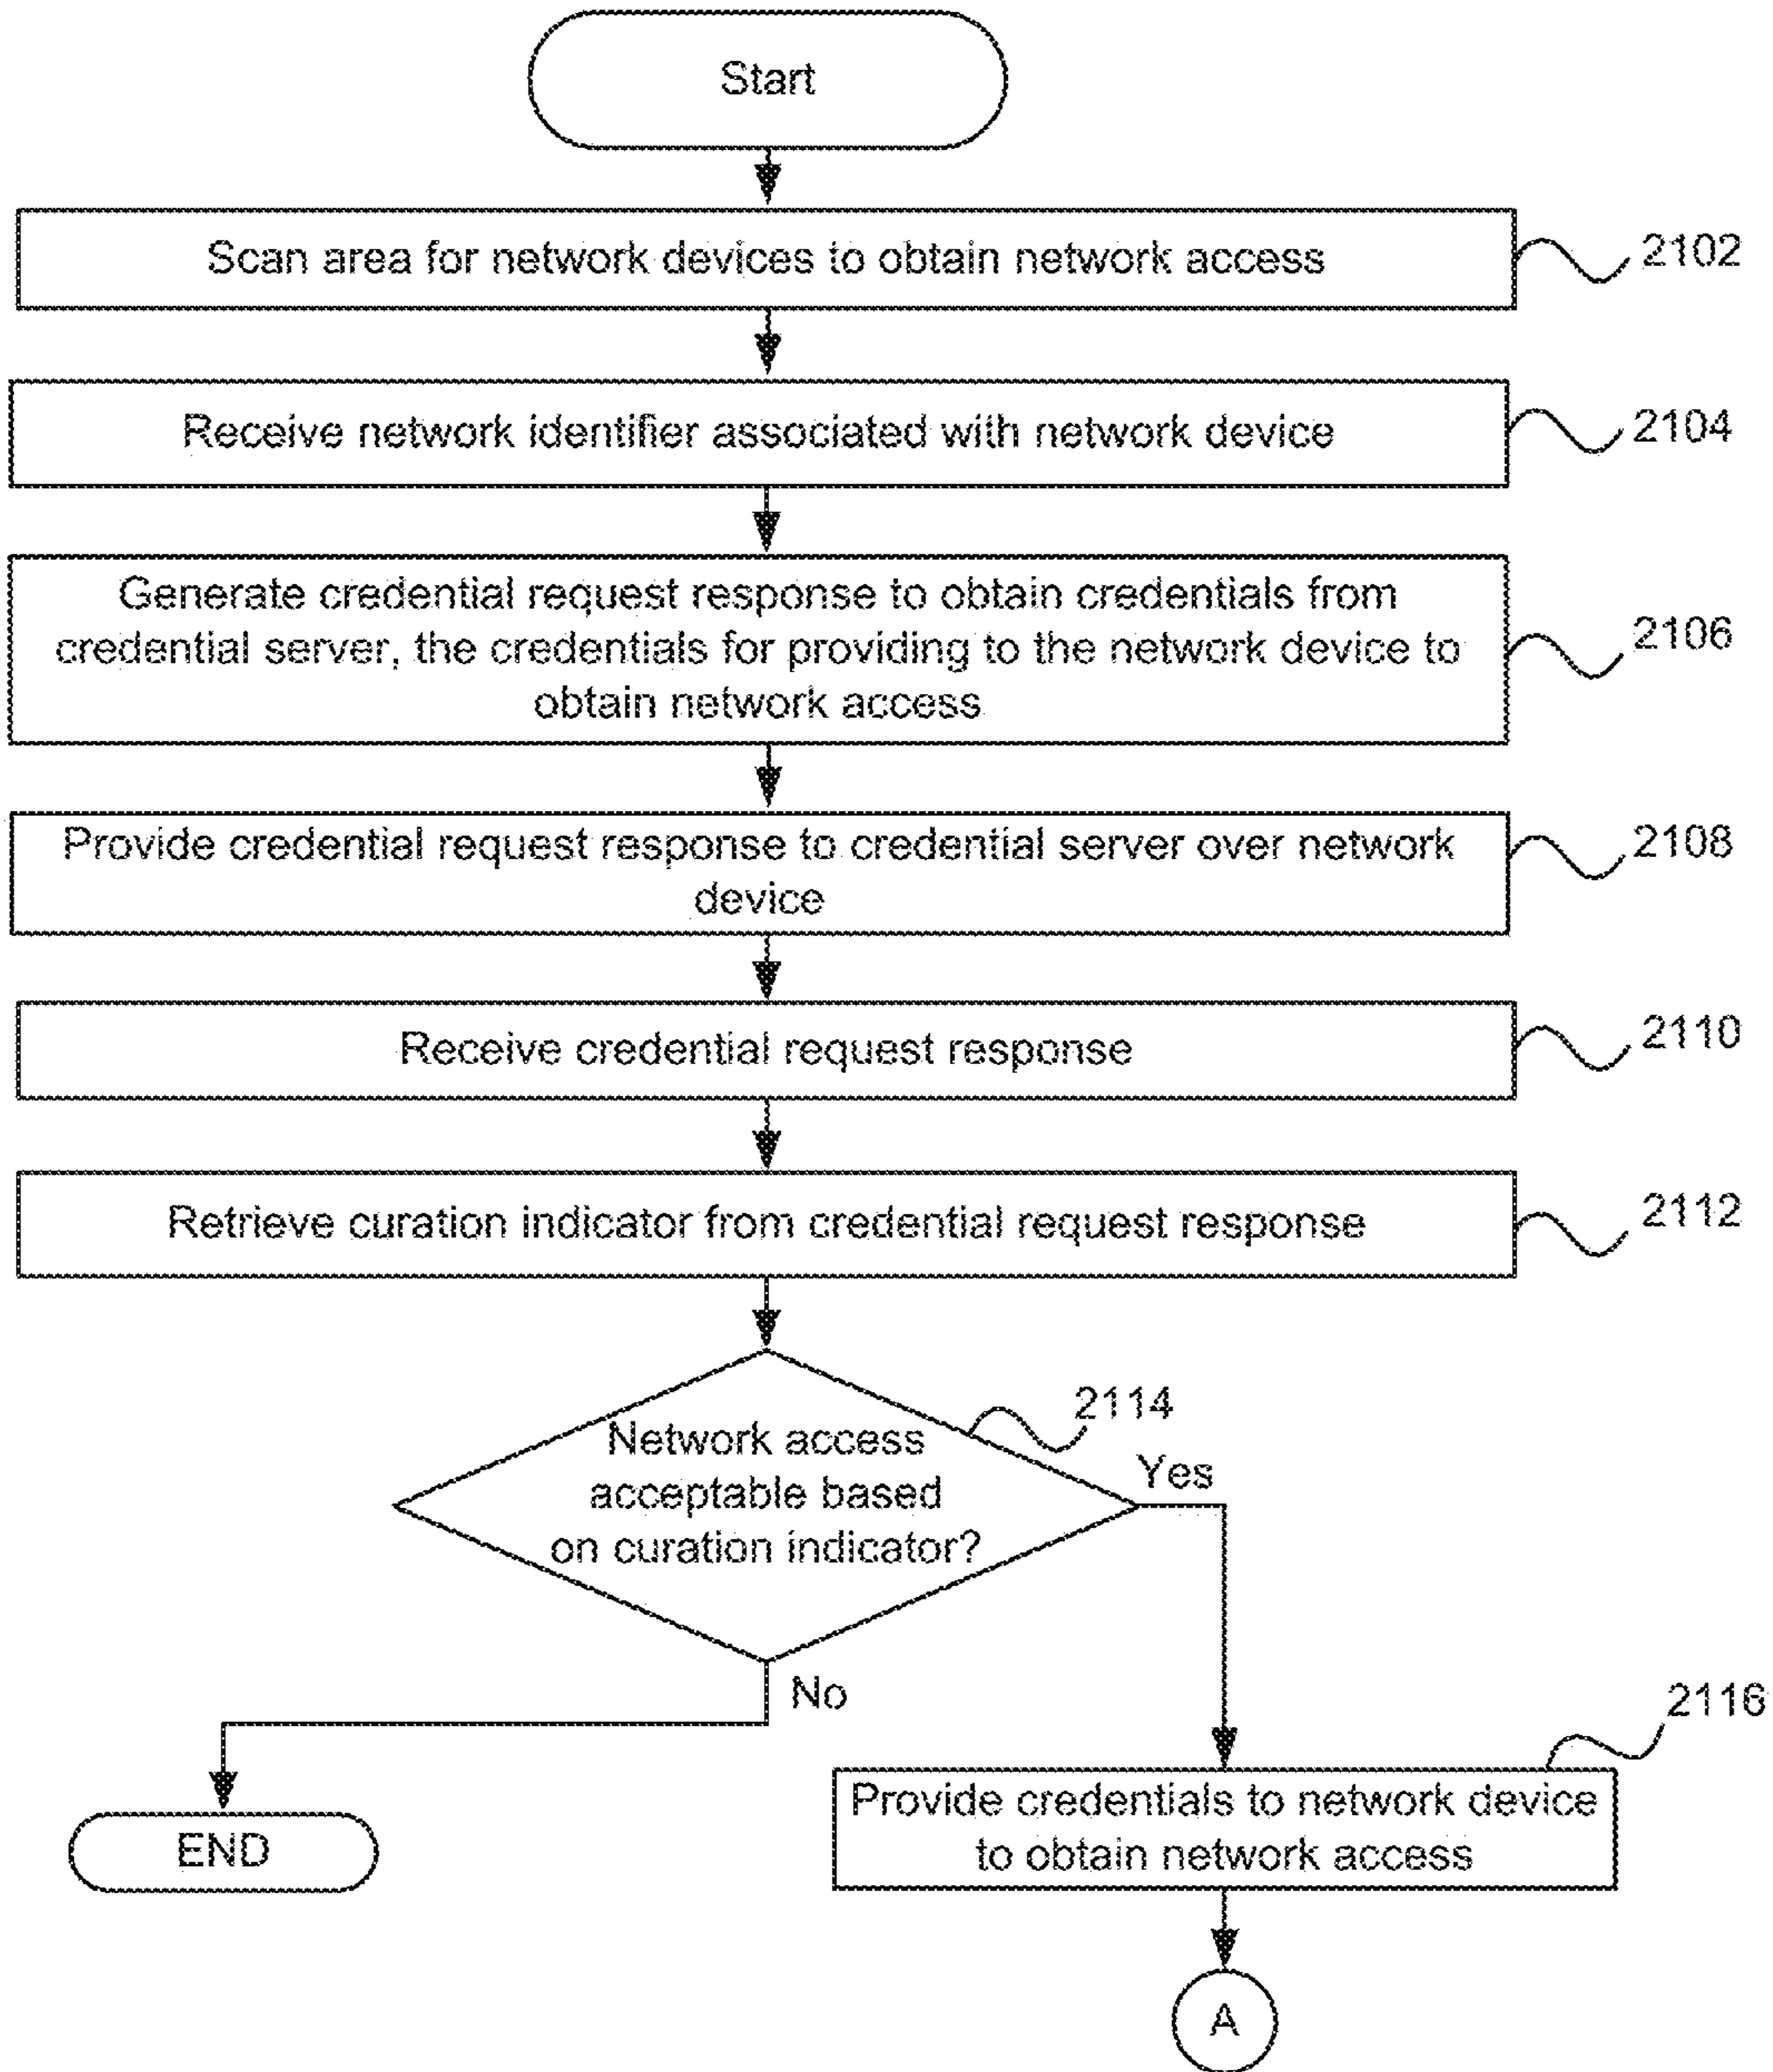 Start
Scan area for network devices to obtain network access
2102
Receive network identifier associated with network device
2104
Generate credential request response to obtain credentials from
credential server, the credentials for providing to the network device to
obtain network access
2106
Provide credential request response to credential server over network
device
2108
Receive credential request response
2110
Retrieve curation indicator from credential request response
2112
Network access
acceptable based
on curation indicator?
2114
Yes
No
2116
END
Provide credentials to network device
to obtain network access
A